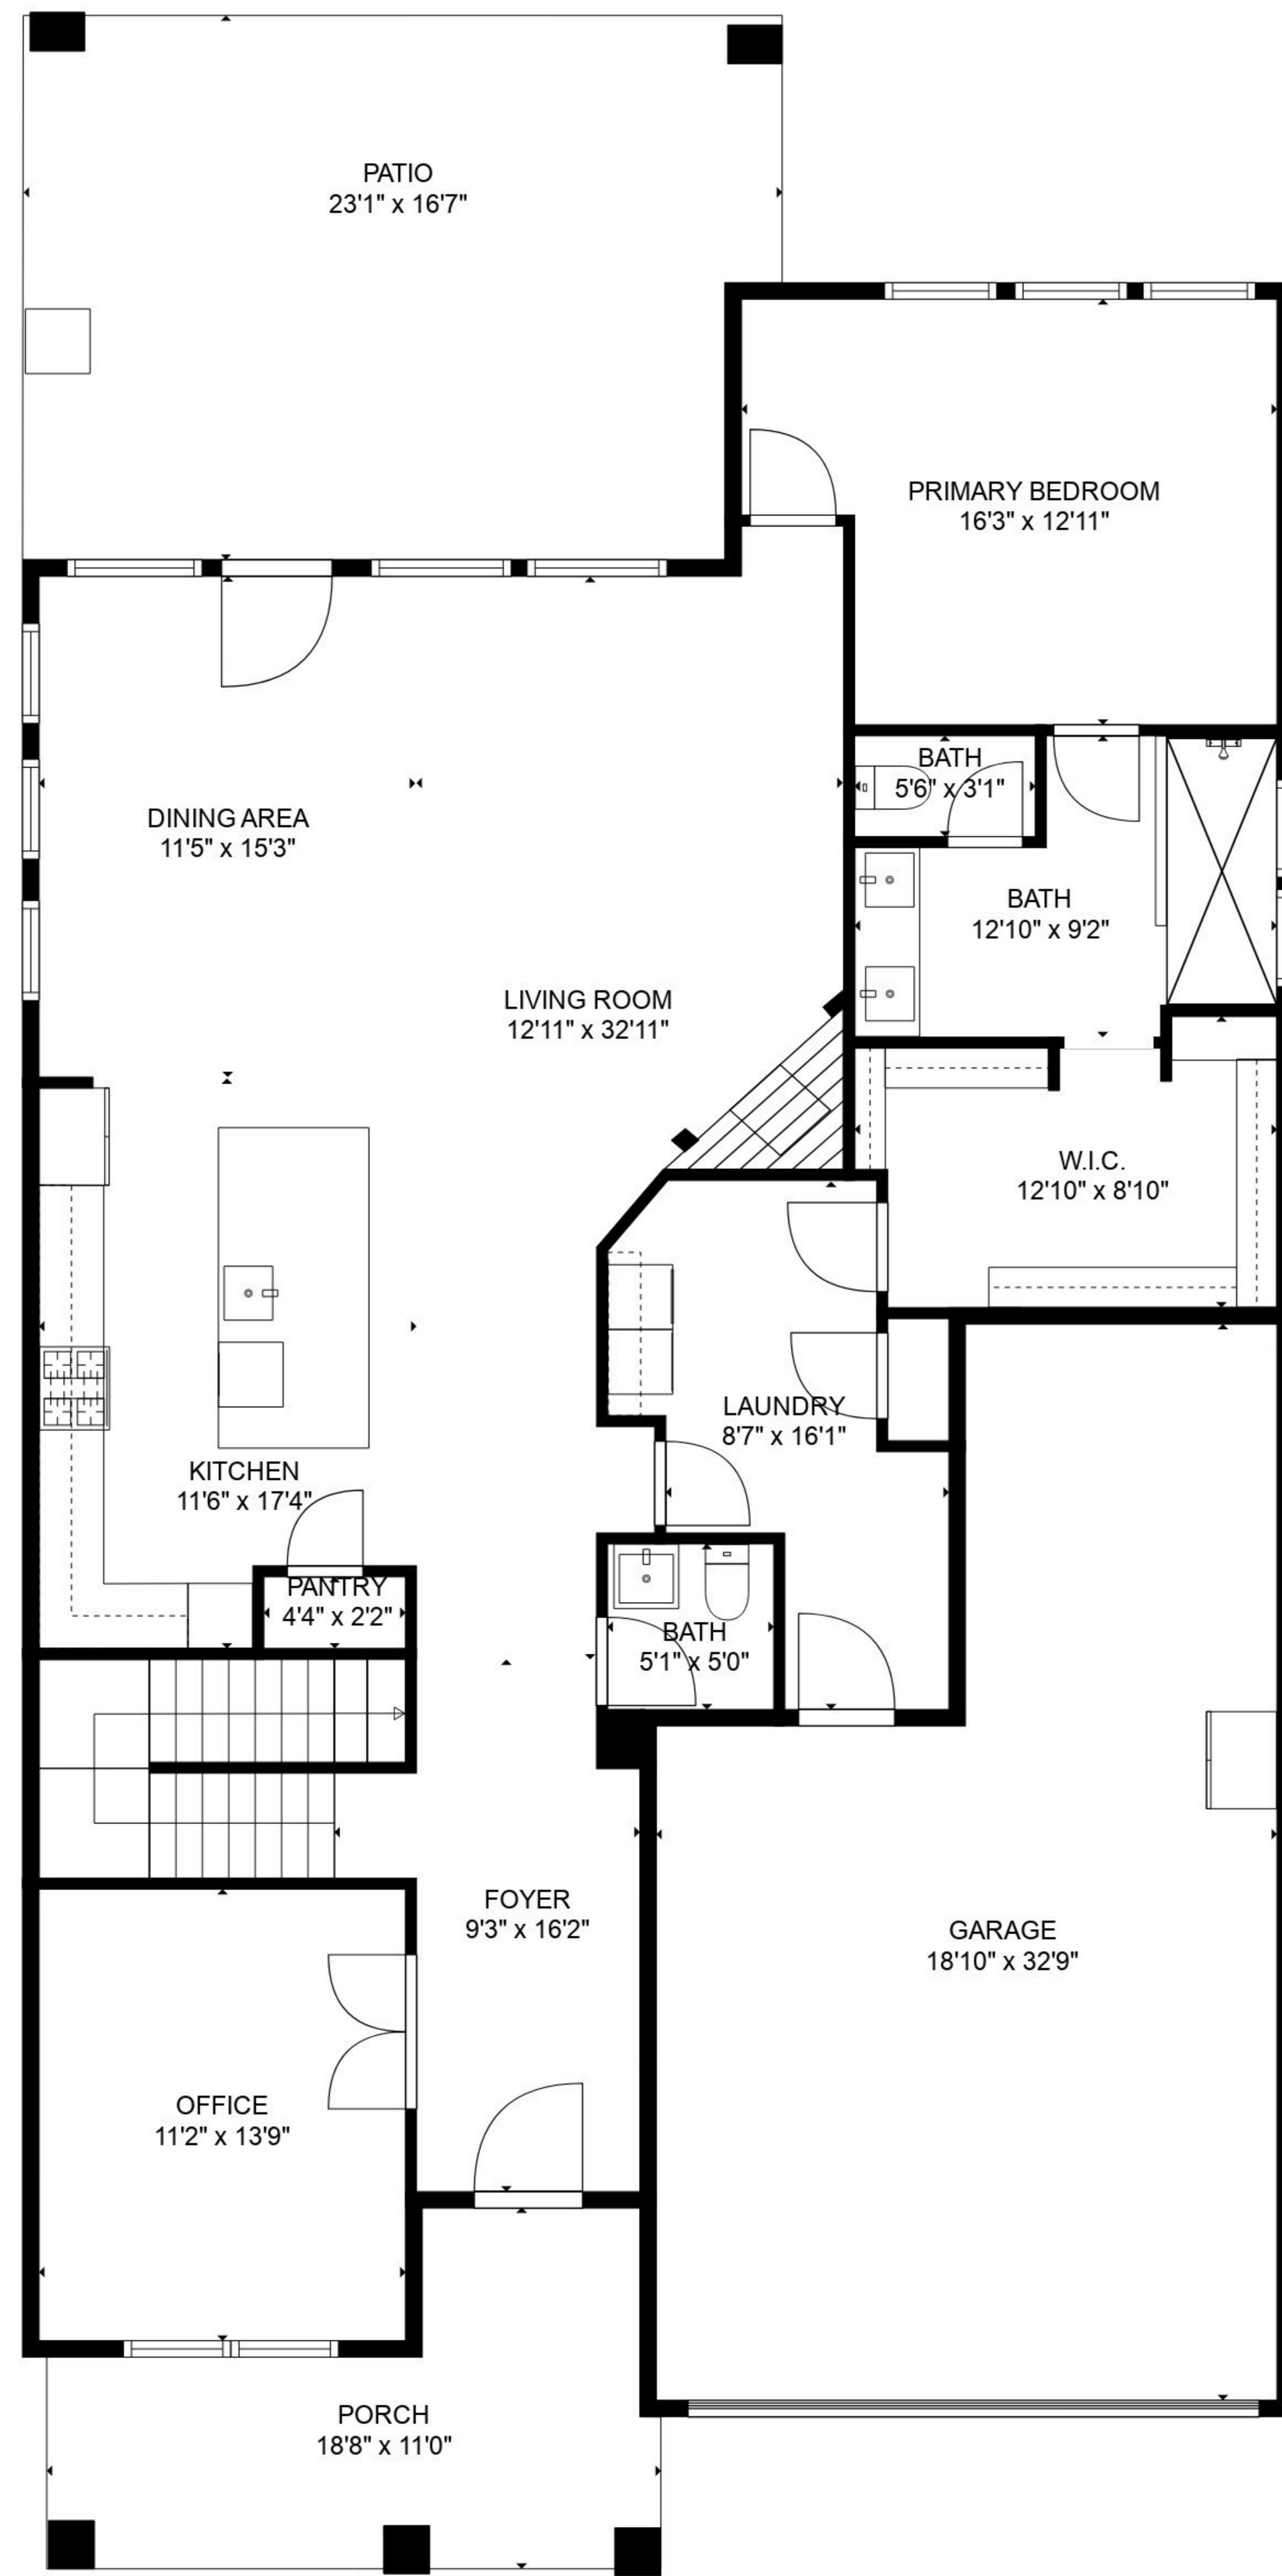 PATIO
23'1" x 16'7"
PRIMARY BEDROOM
16'3" x 12'11"
BATH
5'6" x 3'1"
DINING AREA
11'5" x 15'3"
BATH
12'10" x 9'2"
LIVING ROOM
12'11" x 32'11"
W.I.C.
12'10" x 8'10"
LAUNDRY
8'7" x 16'1"
KITCHEN
11'6" x 17'4"
PANTRY
4'4" x 2'2"
BATH
5'1" x 5'0"
FOYER
9'3" x 16'2"
GARAGE
18'10" x 32'9"
OFFICE
11'2" x 13'9"
PORCH
18'8" x 11'0"